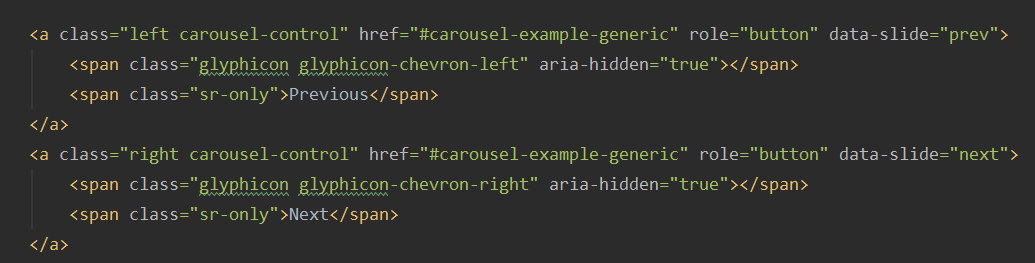 <a class="left carousel-control" href="#carousel-example-generic" role="button" data-slide="prev">
    <span class="glyphicon glyphicon-chevron-left" aria-hidden="true"></span>
    <span class="sr-only">Previous</span>
</a>
<a class="right carousel-control" href="#carousel-example-generic" role="button" data-slide="next">
    <span class="glyphicon glyphicon-chevron-right" aria-hidden="true"></span>
    <span class="sr-only">Next</span>
</a>